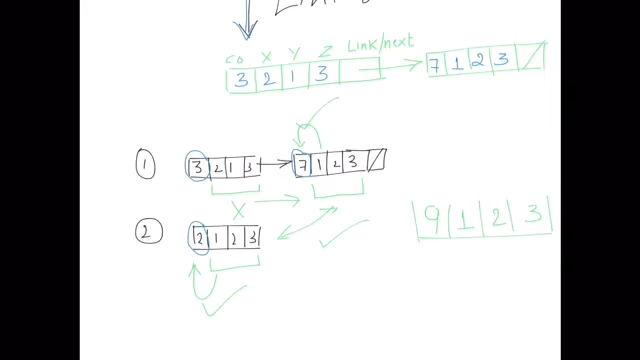 CO X Y Z Link/next
3 2 1 3
7 1 2 3
1
3 2 1 3
7 1 2 3
X
2
2 1 2 3
9 1 2 3